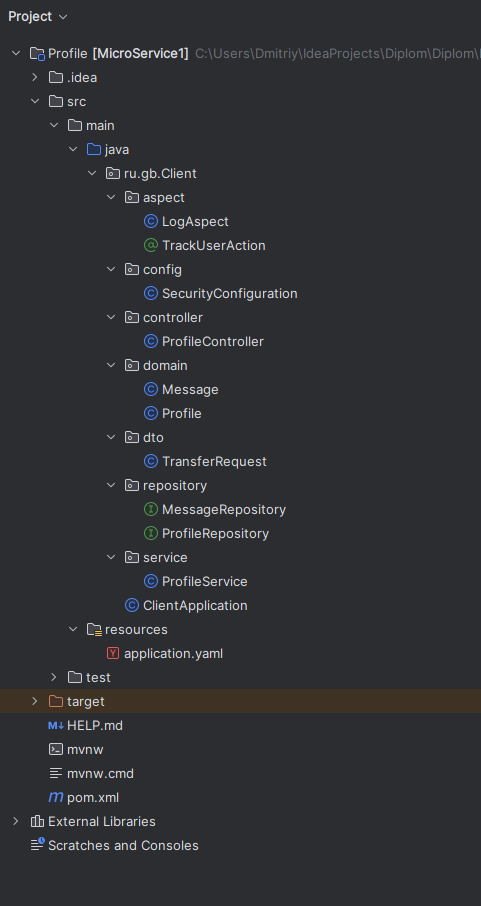 Project
Profile [MicroService1] C:\Users\Dmitriy\IdeaProjects\Diplom\Diplom\
.idea
src
main
java
ru.gb.Client
aspect
LogAspect
TrackUserAction
config
SecurityConfiguration
controller
ProfileController
domain
Message
Profile
dto
TransferRequest
repository
MessageRepository
ProfileRepository
service
ProfileService
ClientApplication
resources
application.yaml
test
target
HELP.md
mvnw
mvnw.cmd
pom.xml
External Libraries
Scratches and Consoles